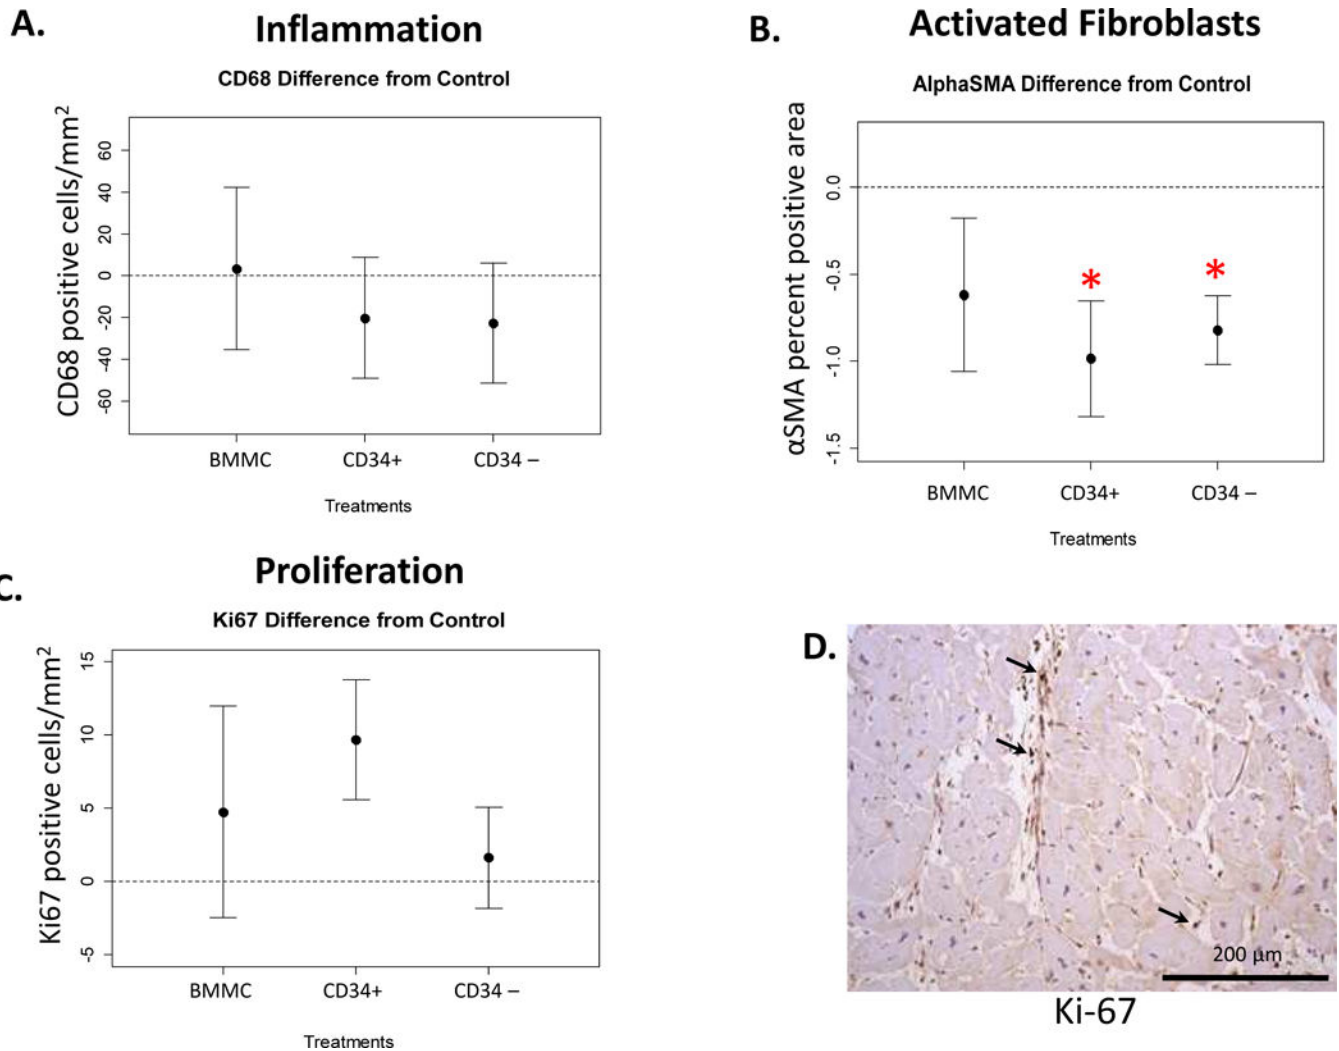 A.
Inflammation
CD68 Difference from Control
CD68 positive cells/mm²
60
40
20
0
-20
-40
-60
BMMC CD34+ CD34 –
Treatments
B.
Activated Fibroblasts
AlphaSMA Difference from Control
αSMA percent positive area
0.0
-0.5
-1.0
-1.5
*
*
BMMC CD34+ CD34 –
Treatments
C.
Proliferation
Ki67 Difference from Control
Ki67 positive cells/mm²
15
10
5
0
-5
BMMC CD34+ CD34 –
Treatments
D.
200 µm
Ki-67